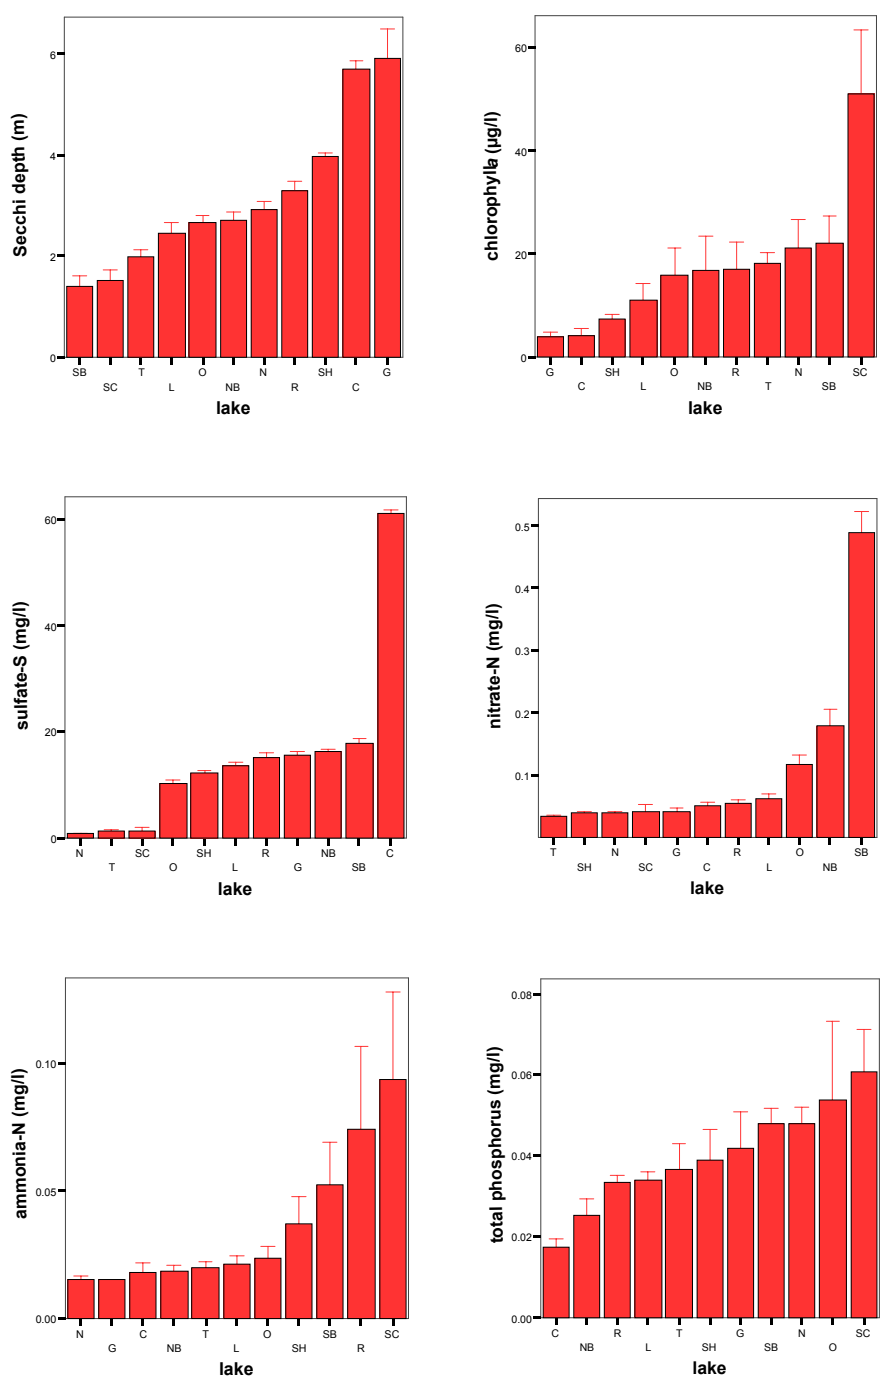 Secchi depth (m)
6
4
2
0
SB SC T L O NB N R SH C G
lake
chlorophyll a (µg/l)
60
40
20
0
G C SH L O NB R T N SB SC
lake
sulfate-S (mg/l)
60
40
20
0
N T SC O SH L R G NB SB C
lake
nitrate-N (mg/l)
0.5
0.4
0.3
0.2
0.1
T SH N SC G C R L O NB SB
lake
ammonia-N (mg/l)
0.10
0.05
0.00
N G C NB T L O SH SB R SC
lake
total phosphorus (mg/l)
0.08
0.06
0.04
0.02
0.00
C NB R L T SH G SB N O SC
lake